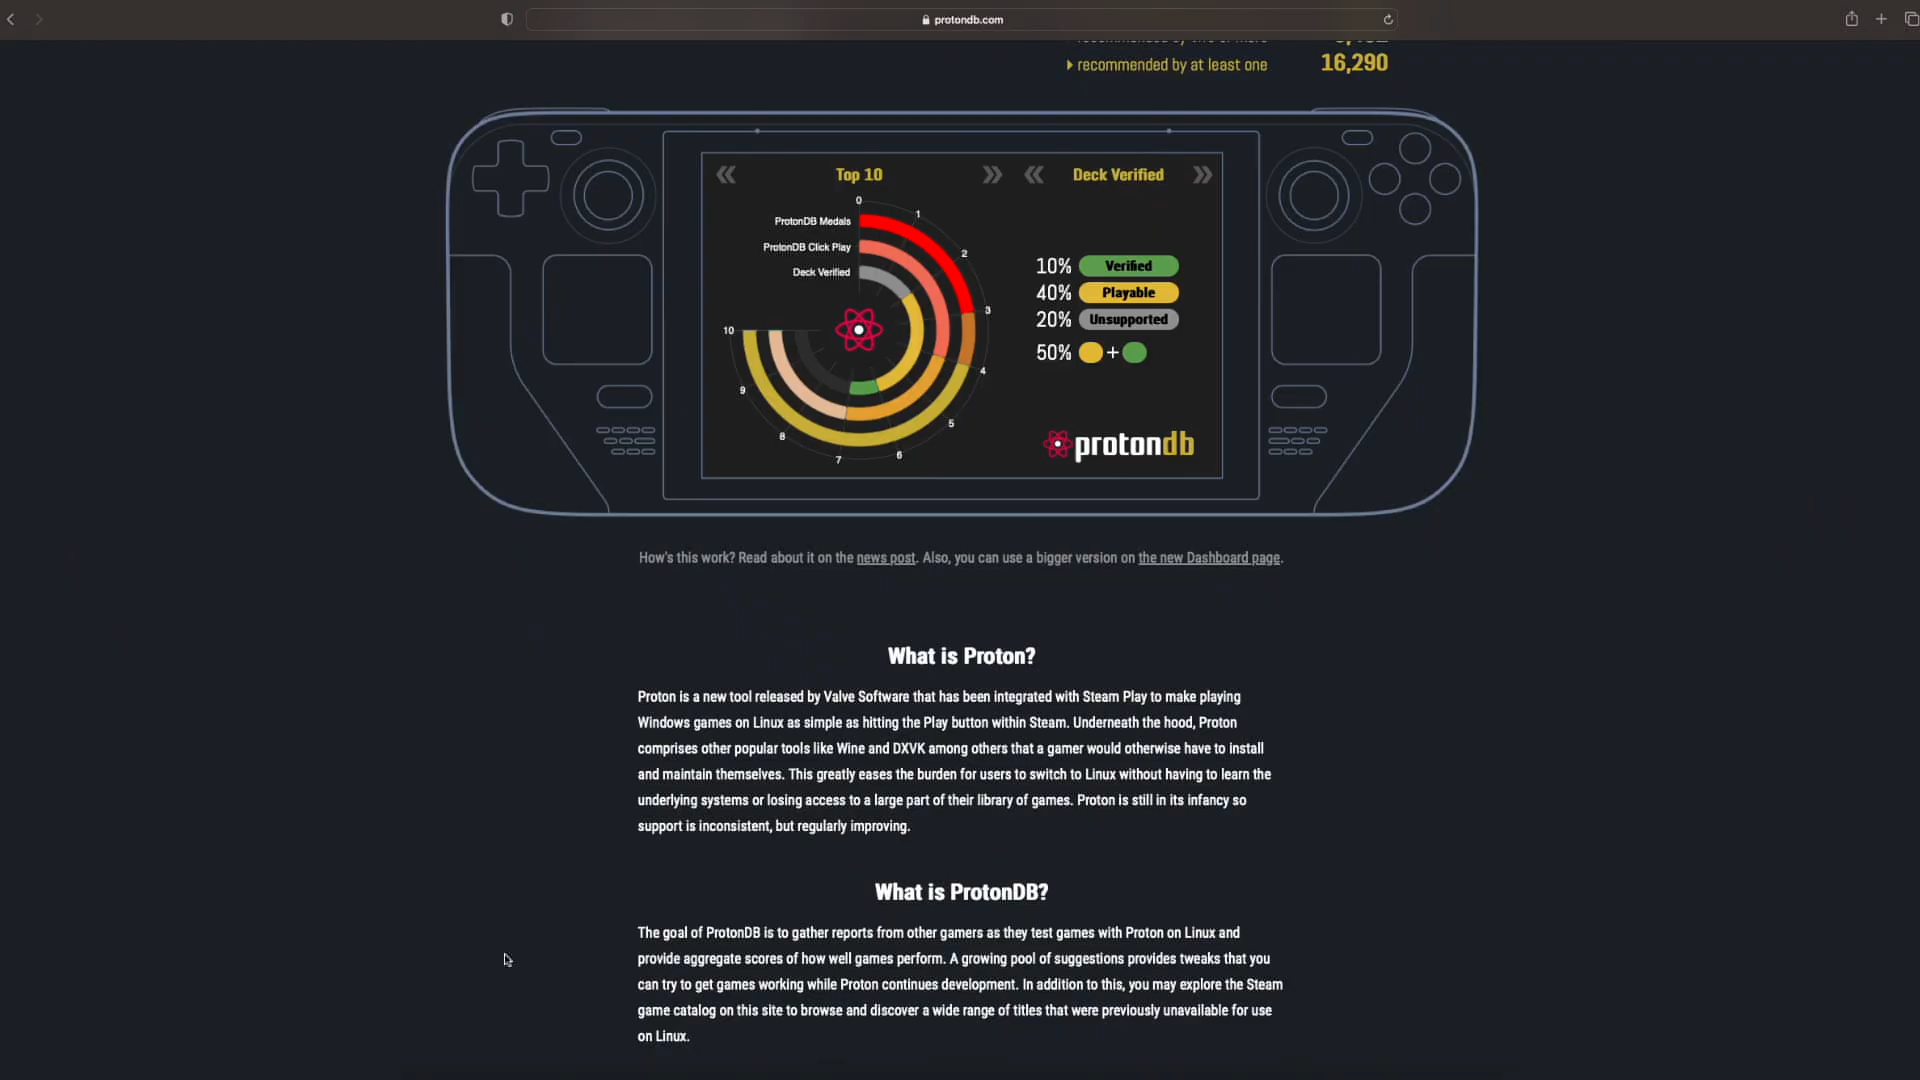 protondb.com
recommended by at least one 16,290
Top 10
Deck Verified
0
ProtonDB Medals
1
ProtonDB Click Play
2
Deck Verified
10% Verified
40% Playable
3
20% Unsupported
10
50% +
4
9
5
8
6
7
protondb
How's this work? Read about it on the news post. Also, you can use a bigger version on the new Dashboard page.
What is Proton?
Proton is a new tool released by Valve Software that has been integrated with Steam Play to make playing
Windows games on Linux as simple as hitting the Play button within Steam. Underneath the hood, Proton
comprises other popular tools like Wine and DXVK among others that a gamer would otherwise have to install
and maintain themselves. This greatly eases the burden for users to switch to Linux without having to learn the
underlying systems or losing access to a large part of their library of games. Proton is still in its infancy so
support is inconsistent, but regularly improving.
What is ProtonDB?
The goal of ProtonDB is to gather reports from other gamers as they test games with Proton on Linux and
provide aggregate scores of how well games perform. A growing pool of suggestions provides tweaks that you
can try to get games working while Proton continues development. In addition to this, you may explore the Steam
game catalog on this site to browse and discover a wide range of titles that were previously unavailable for use
on Linux.